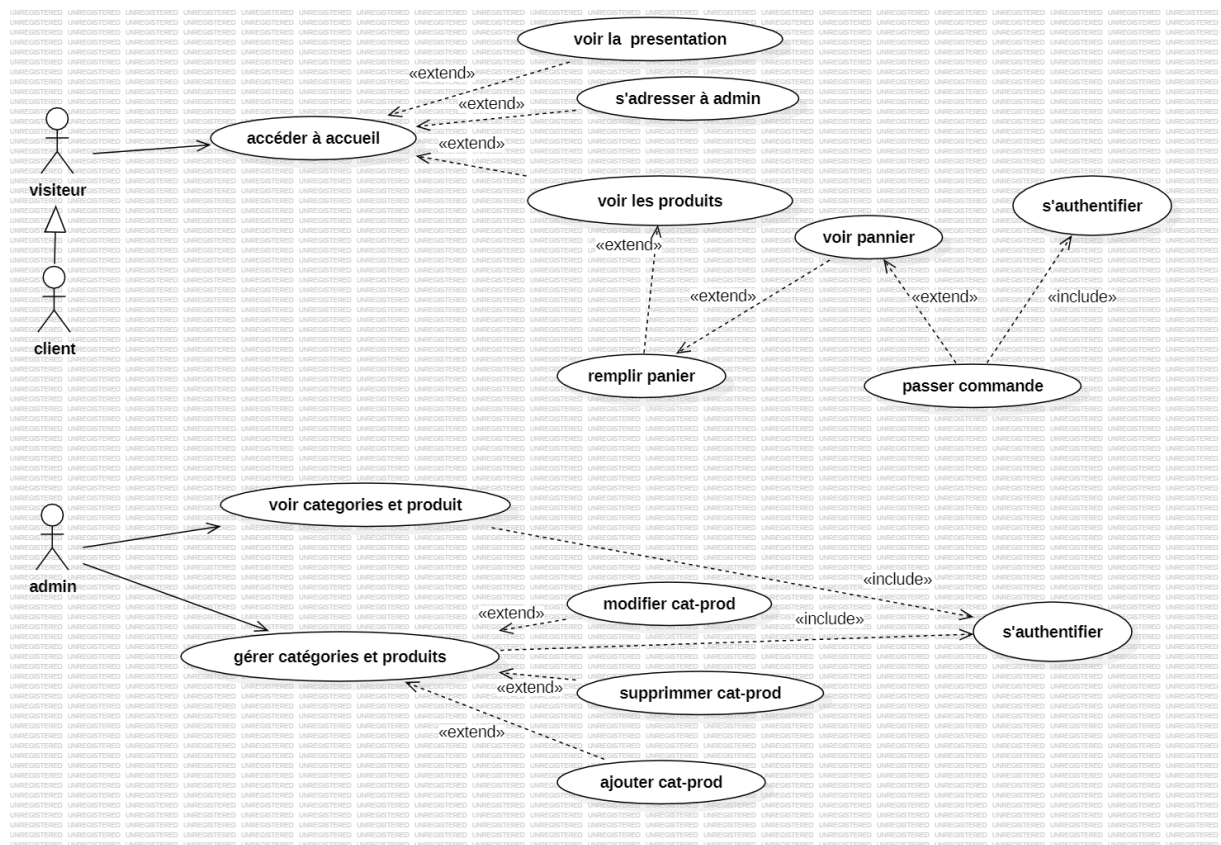 voir la presentation
«extend»
s'adresser à admin
«extend»
accéder à accueil
«extend»
visiteur
voir les produits
s'authentifier
voir pannier
«extend»
«extend»
«extend»
«include»
client
remplir panier
passer commande
voir categories et produit
admin
«include»
modifier cat-prod
«extend»
«include»
s'authentifier
gérer catégories et produits
«extend»
supprimmer cat-prod
«extend»
ajouter cat-prod
UNREGISTERED